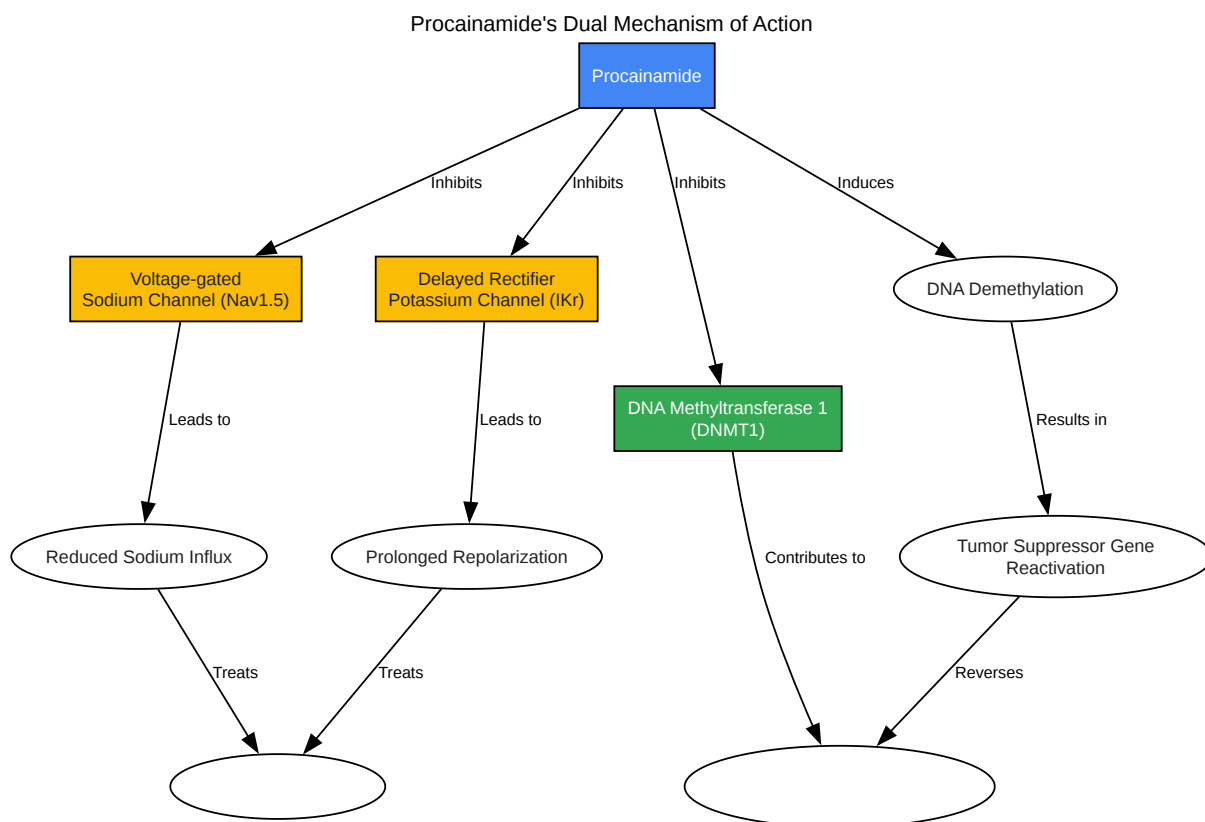 Procainamide's Dual Mechanism of Action
Procainamide
Inhibits
Inhibits
Inhibits
Induces
Voltage-gated
Sodium Channel (Nav1.5)
Delayed Rectifier
Potassium Channel (IKr)
DNA Demethylation
DNA Methyltransferase 1
(DNMT1)
Leads to
Leads to
Results in
Reduced Sodium Influx
Prolonged Repolarization
Contributes to
Tumor Suppressor Gene
Reactivation
Treats
Treats
Reverses